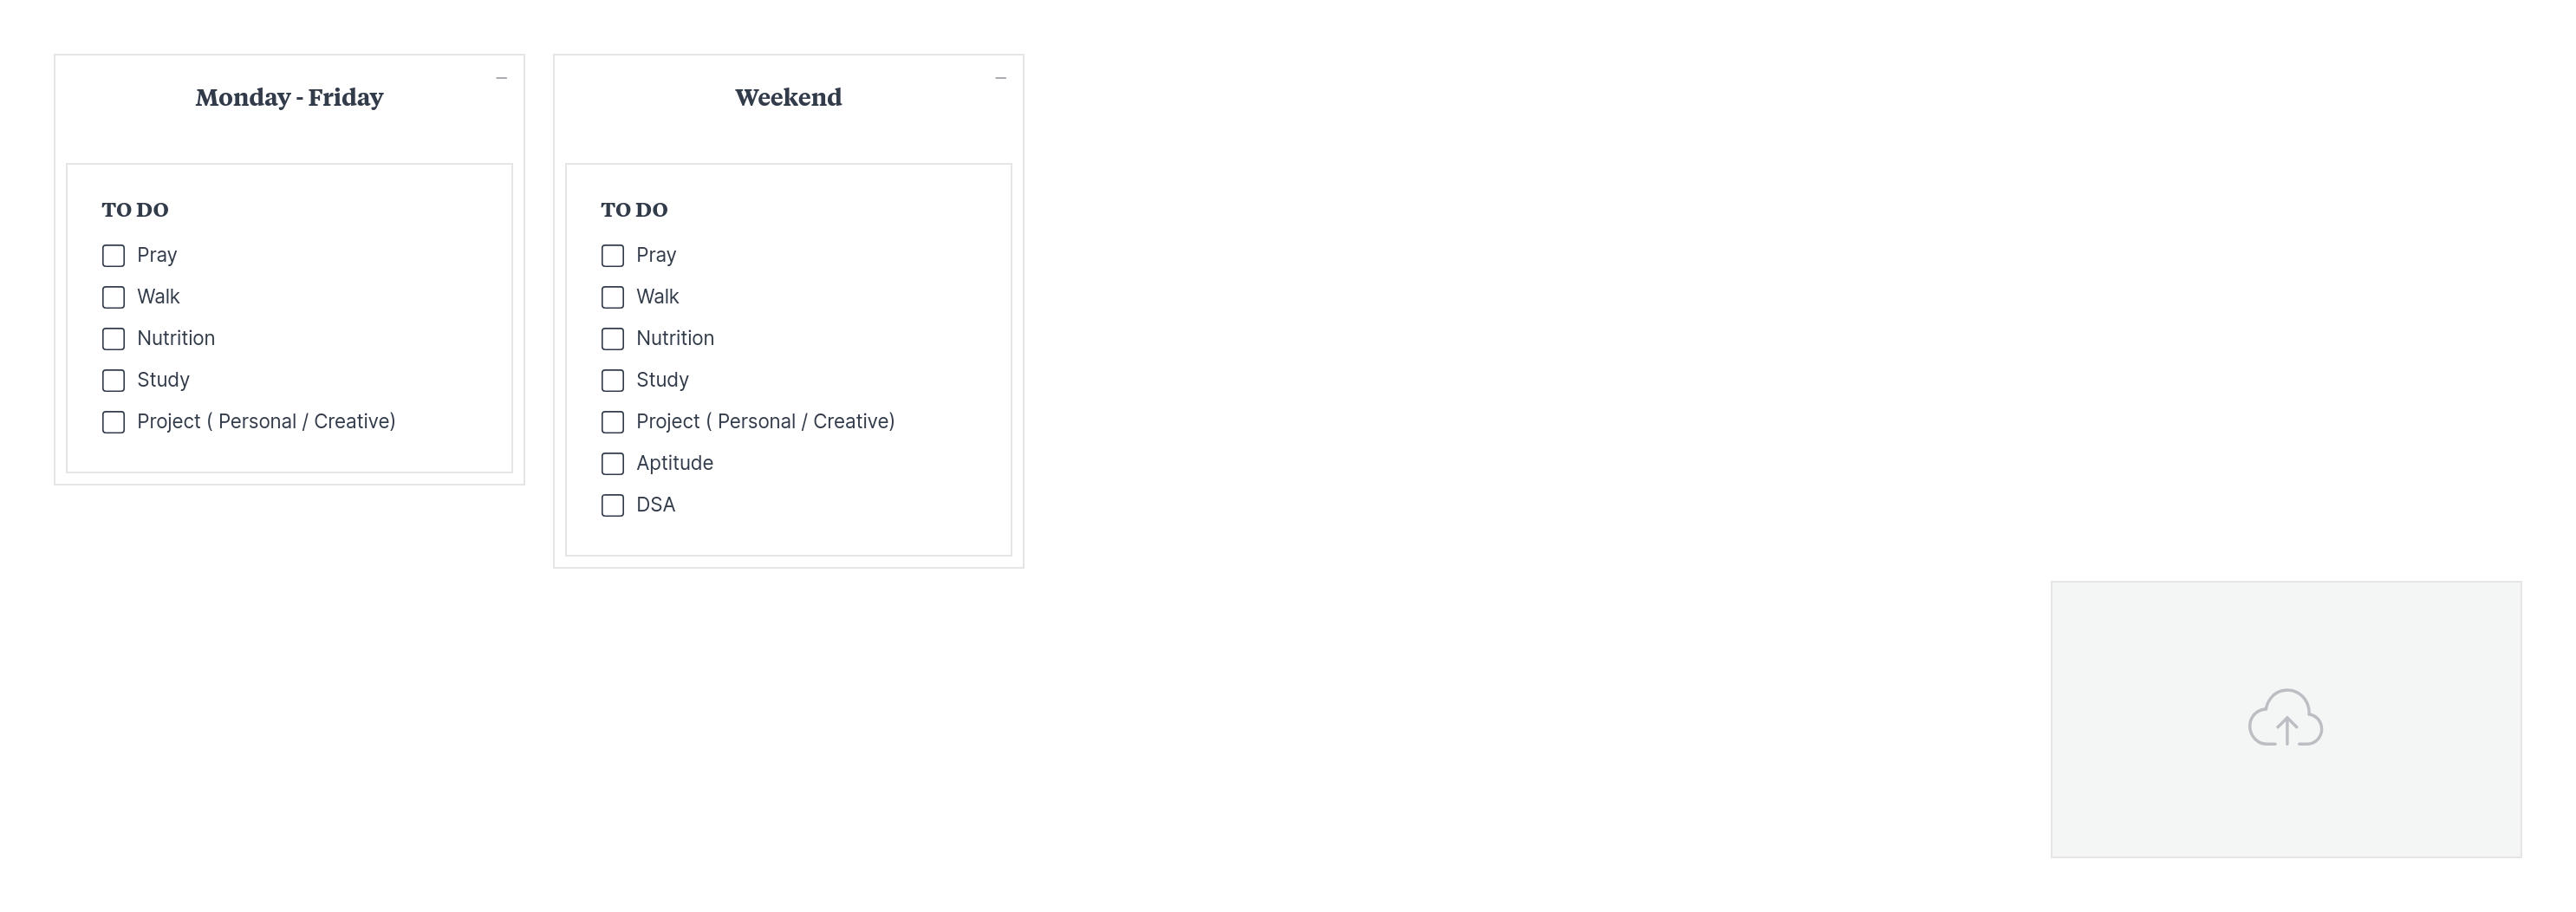 Monday - Friday
TO DO
Pray
Walk
Nutrition
Study
Project ( Personal / Creative)
Weekend
TO DO
Pray
Walk
Nutrition
Study
Project ( Personal / Creative)
Aptitude
DSA